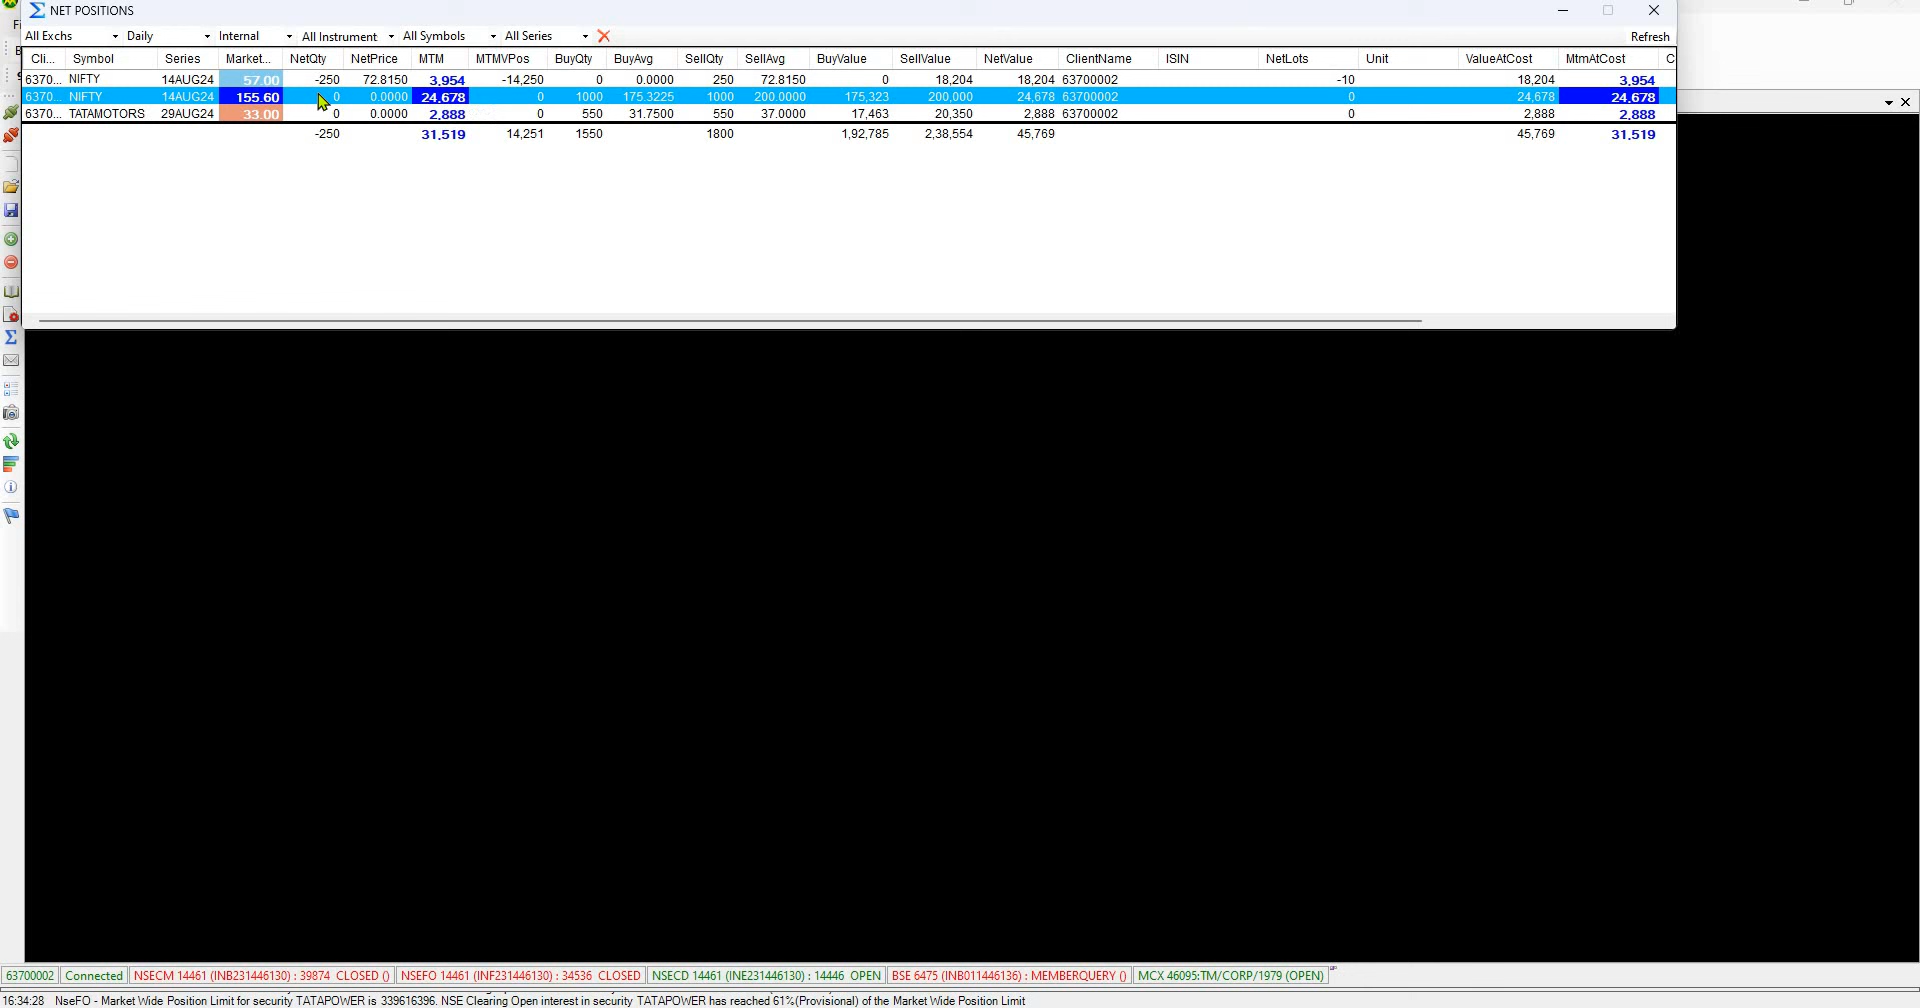 NET POSITIONS
All Exchs Daily Internal All Instrument All Symbols All Series Refresh
Cli... Symbol Series Market... NetQty NetPrice MTM MTMVPos BuyQty BuyAvg SellQty SellAvg BuyValue SellValue NetValue ClientName ISIN NetLots Unit ValueAtCost MtmAtCost C
6370... NIFTY 14AUG24 57.00 -250 72.8150 3,954 -14,250 0 0.0000 250 72.8150 0 18,204 18,204 63700002 -10 18,204 3,954
6370... NIFTY 14AUG24 155.60 0 0.0000 24,678 0 1000 175.3225 1000 200.0000 175,323 200,000 24,678 63700002 0 24,678 24,678
6370... TATAMOTORS 29AUG24 33.00 0 0.0000 2,888 0 550 31.7500 550 37.0000 17,463 20,350 2,888 63700002 0 2,888 2,888
-250 31,519 14,251 1550 1800 1,92,785 2,38,554 45,769 45,769 31,519
63700002 Connected NSECM 14461 (INB231446130) : 39874 CLOSED () NSEFO 14461 (INF231446130) : 34536 CLOSED NSECD 14461 (INE231446130) : 14446 OPEN BSE 6475 (INB011446136) : MEMBERQUERY () MCX 46095:TM/CORP/1979 (OPEN)
16:34:28 NseFO - Market Wide Position Limit for security TATAPOWER is 339616396. NSE Clearing Open interest in security TATAPOWER has reached 61%(Provisional) of the Market Wide Position Limit